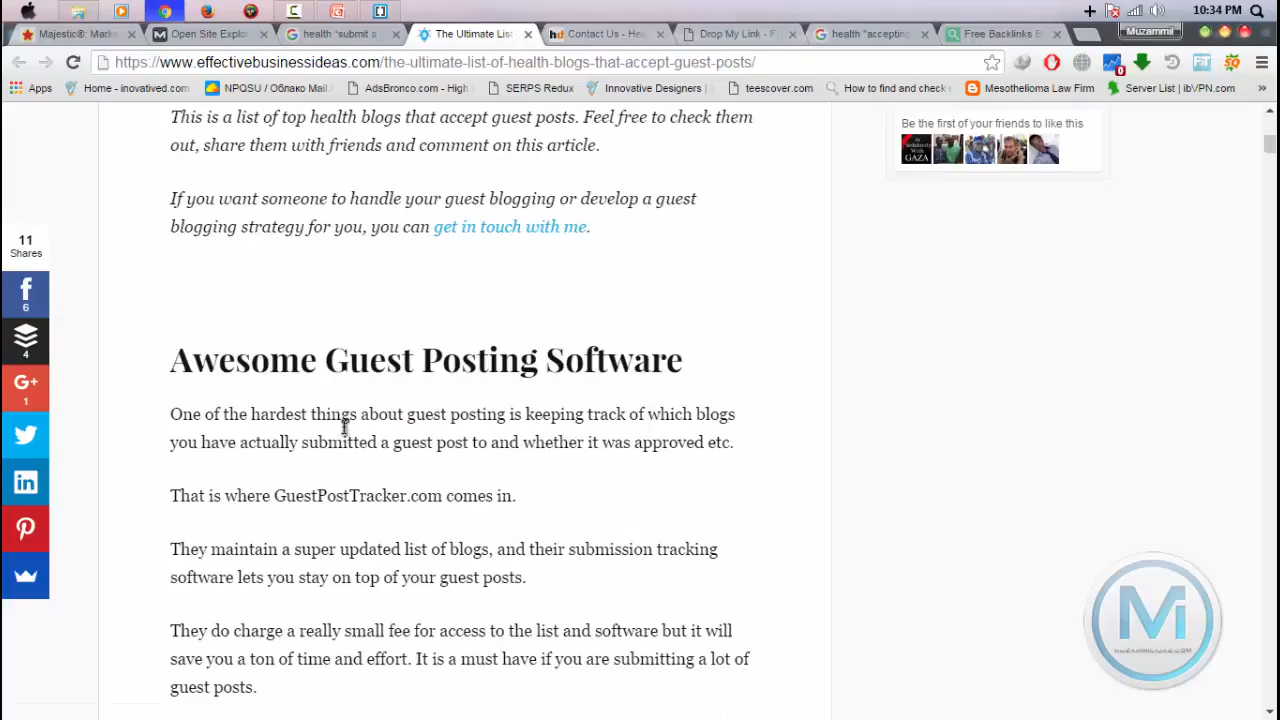 10:34 PM
Majestic®: Mark
Open Site Explo
health "submit a
The Ultimate List
Contact Us - Hea
Drop My Link - F
health "accepting
Free Backlinks B
Muzammil
https://www.effectivebusinessideas.com/the-ultimate-list-of-health-blogs-that-accept-guest-posts/
Apps
Home - inovatived.com
NPQSU / Облако Mail.
AdsBronze.com - High
SERPS Redux
Innovative Designers |
teescover.com
How to find and check
Mesothelioma Law Firm
Server List | ibVPN.com
»
This is a list of top health blogs that accept guest posts. Feel free to check them
out, share them with friends and comment on this article.
Be the first of your friends to like this
If you want someone to handle your guest blogging or develop a guest
blogging strategy for you, you can get in touch with me.
11
Shares
6
4
G+
1
Awesome Guest Posting Software
One of the hardest things about guest posting is keeping track of which blogs
you have actually submitted a guest post to and whether it was approved etc.
That is where GuestPostTracker.com comes in.
They maintain a super updated list of blogs, and their submission tracking
software lets you stay on top of your guest posts.
They do charge a really small fee for access to the list and software but it will
save you a ton of time and effort. It is a must have if you are submitting a lot of
guest posts.